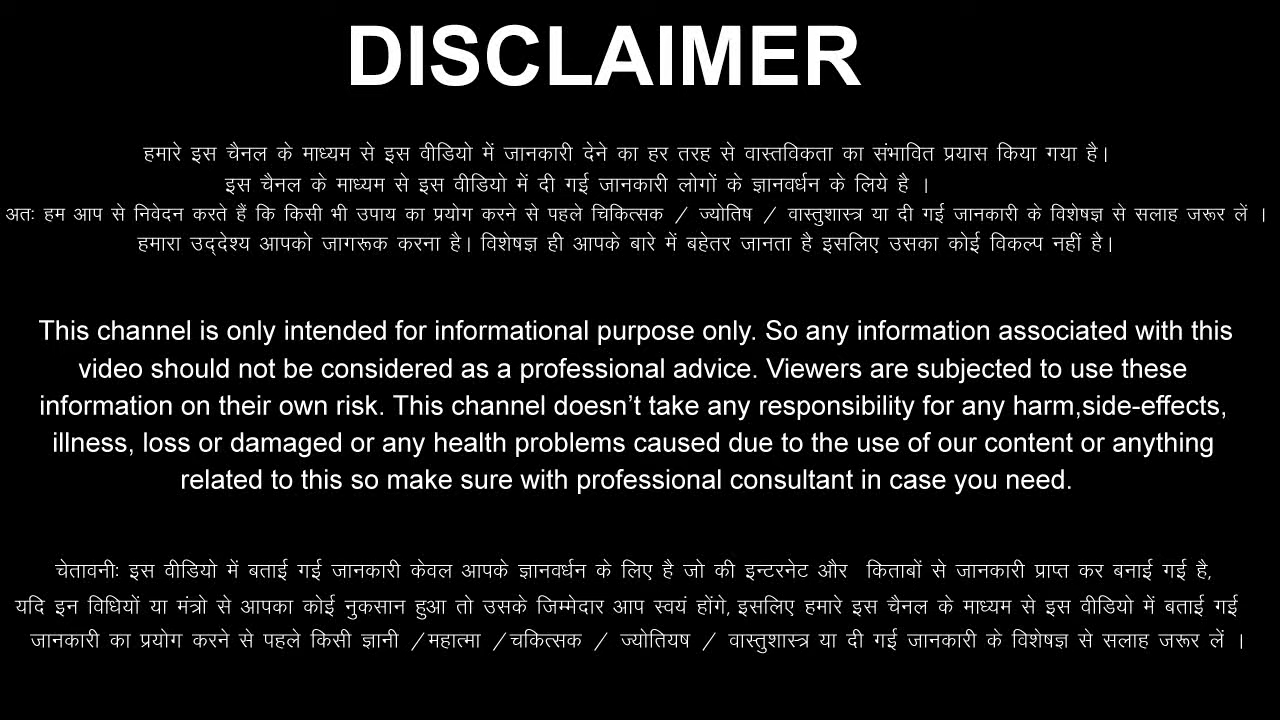 DISCLAIMER
हमारे इस चैनल के माध्यम से इस वीडियो में जानकारी देने का हर तरह से वास्तविकता का संभावित प्रयास किया गया है।
इस चैनल के माध्यम से इस वीडियो में दी गई जानकारी लोगों के ज्ञानवर्धन के लिये है ।
अतः हम आप से निवेदन करते हैं कि किसी भी उपाय का प्रयोग करने से पहले चिकित्सक / ज्योतिष / वास्तुशास्त्र या दी गई जानकारी के विशेषज्ञ से सलाह जरूर लें ।
हमारा उद्देश्य आपको जागरूक करना है। विशेषज्ञ ही आपके बारे में बहेतर जानता है इसलिए उसका कोई विकल्प नहीं है।
This channel is only intended for informational purpose only. So any information associated with this
video should not be considered as a professional advice. Viewers are subjected to use these
information on their own risk. This channel doesn’t take any responsibility for any harm,side-effects,
illness, loss or damaged or any health problems caused due to the use of our content or anything
related to this so make sure with professional consultant in case you need.
चेतावनीः इस वीडियो में बताई गई जानकारी केवल आपके ज्ञानवर्धन के लिए है जो की इन्टरनेट और किताबों से जानकारी प्राप्त कर बनाई गई है,
यदि इन विधियों या मंत्रो से आपका कोई नुकसान हुआ तो उसके जिम्मेदार आप स्वयं होंगे, इसलिए हमारे इस चैनल के माध्यम से इस वीडियो में बताई गई
जानकारी का प्रयोग करने से पहले किसी ज्ञानी /महात्मा /चकित्सक / ज्योतियष / वास्तुशास्त्र या दी गई जानकारी के विशेषज्ञ से सलाह जरूर लें ।